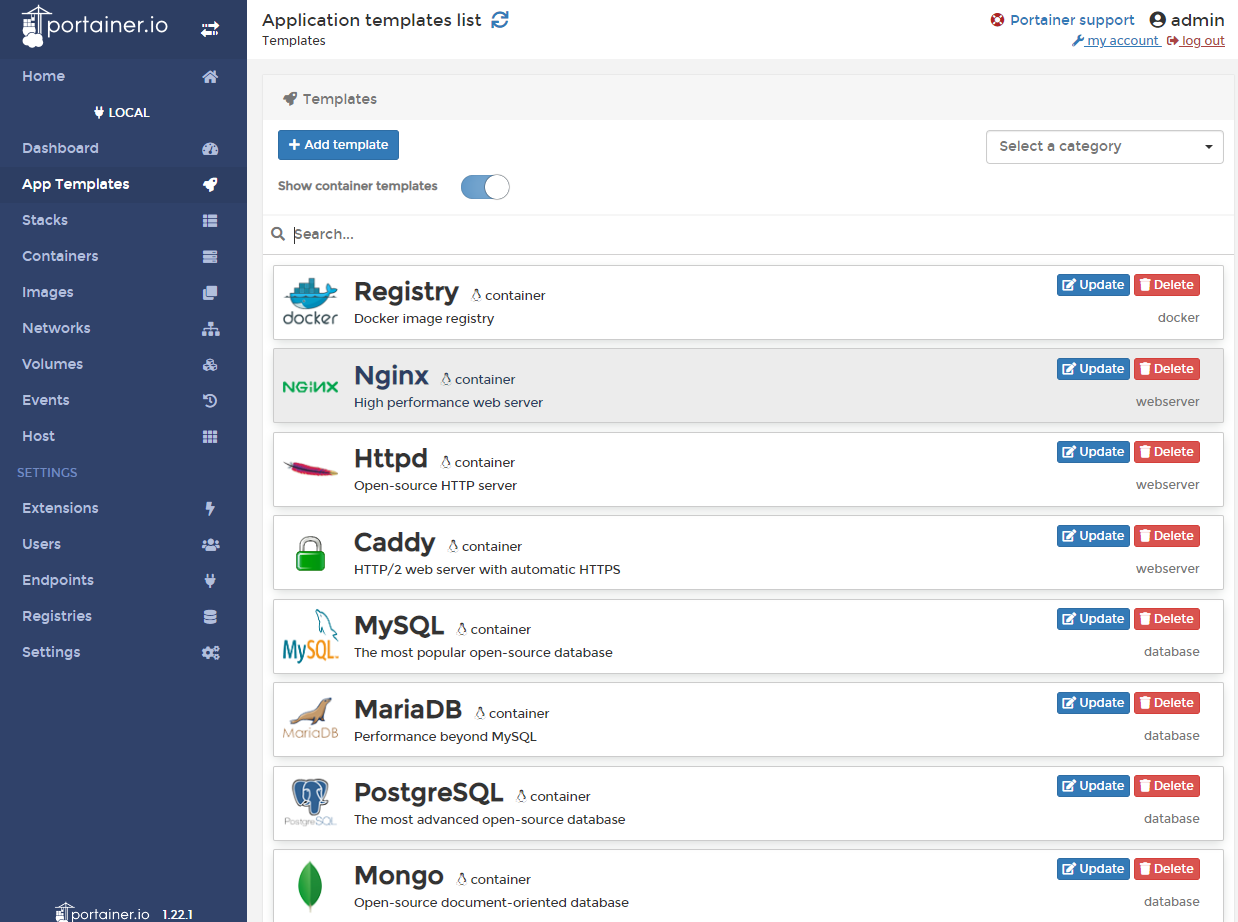 portainer.io
Home
LOCAL
Dashboard
App Templates
Stacks
Containers
Images
Networks
Volumes
Events
Host
SETTINGS
Extensions
Users
Endpoints
Registries
Settings
portainer.io 1.22.1
Application templates list
Templates
Portainer support admin
my account log out
Templates
Add template
Select a category
Show container templates
Search...
docker
Registry container
Docker image registry
Update Delete
docker
NGINX
Nginx container
High performance web server
Update Delete
webserver
Httpd container
Open-source HTTP server
Update Delete
webserver
Caddy container
HTTP/2 web server with automatic HTTPS
Update Delete
webserver
MySQL
MySQL container
The most popular open-source database
Update Delete
database
MariaDB
MariaDB container
Performance beyond MySQL
Update Delete
database
PostgreSQL
PostgreSQL container
The most advanced open-source database
Update Delete
database
Mongo container
Open-source document-oriented database
Update Delete
database